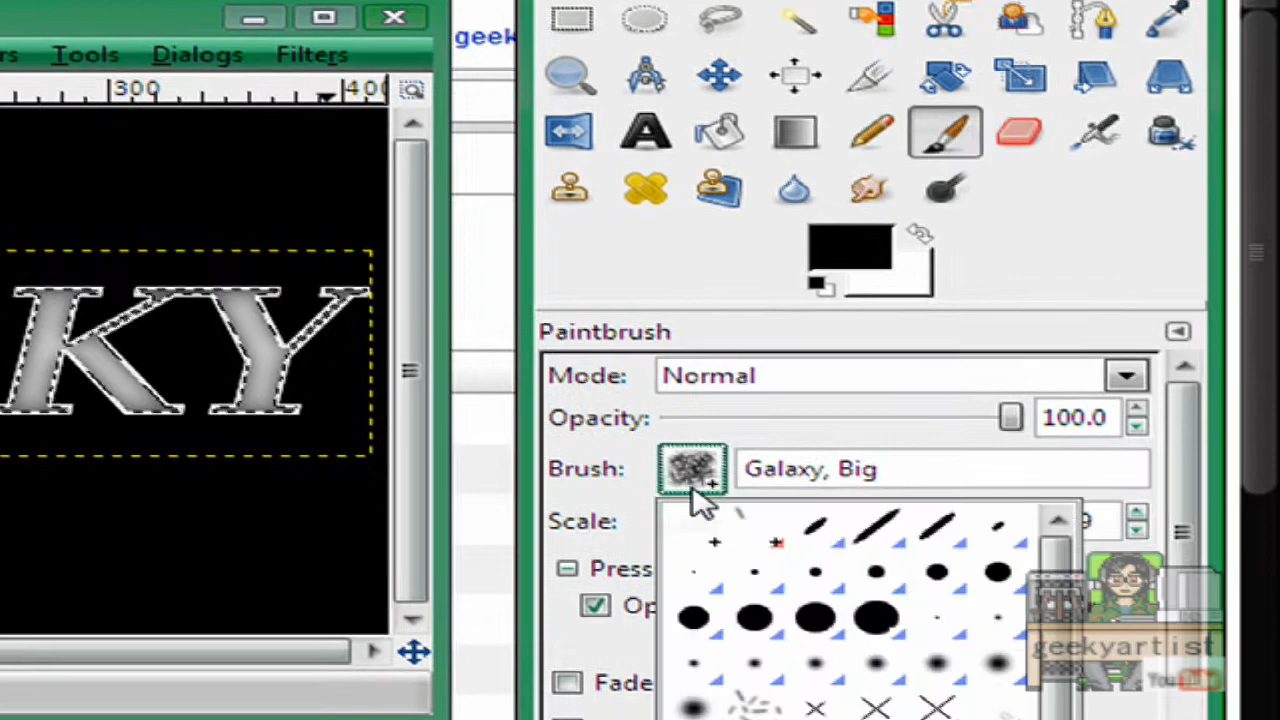 Tools Dialogs Filters
geek
300
KY
Paintbrush
Mode: Normal
Opacity: 100.0
Brush: Galaxy, Big
Scale:
Press
Op
Fade
geekyartist